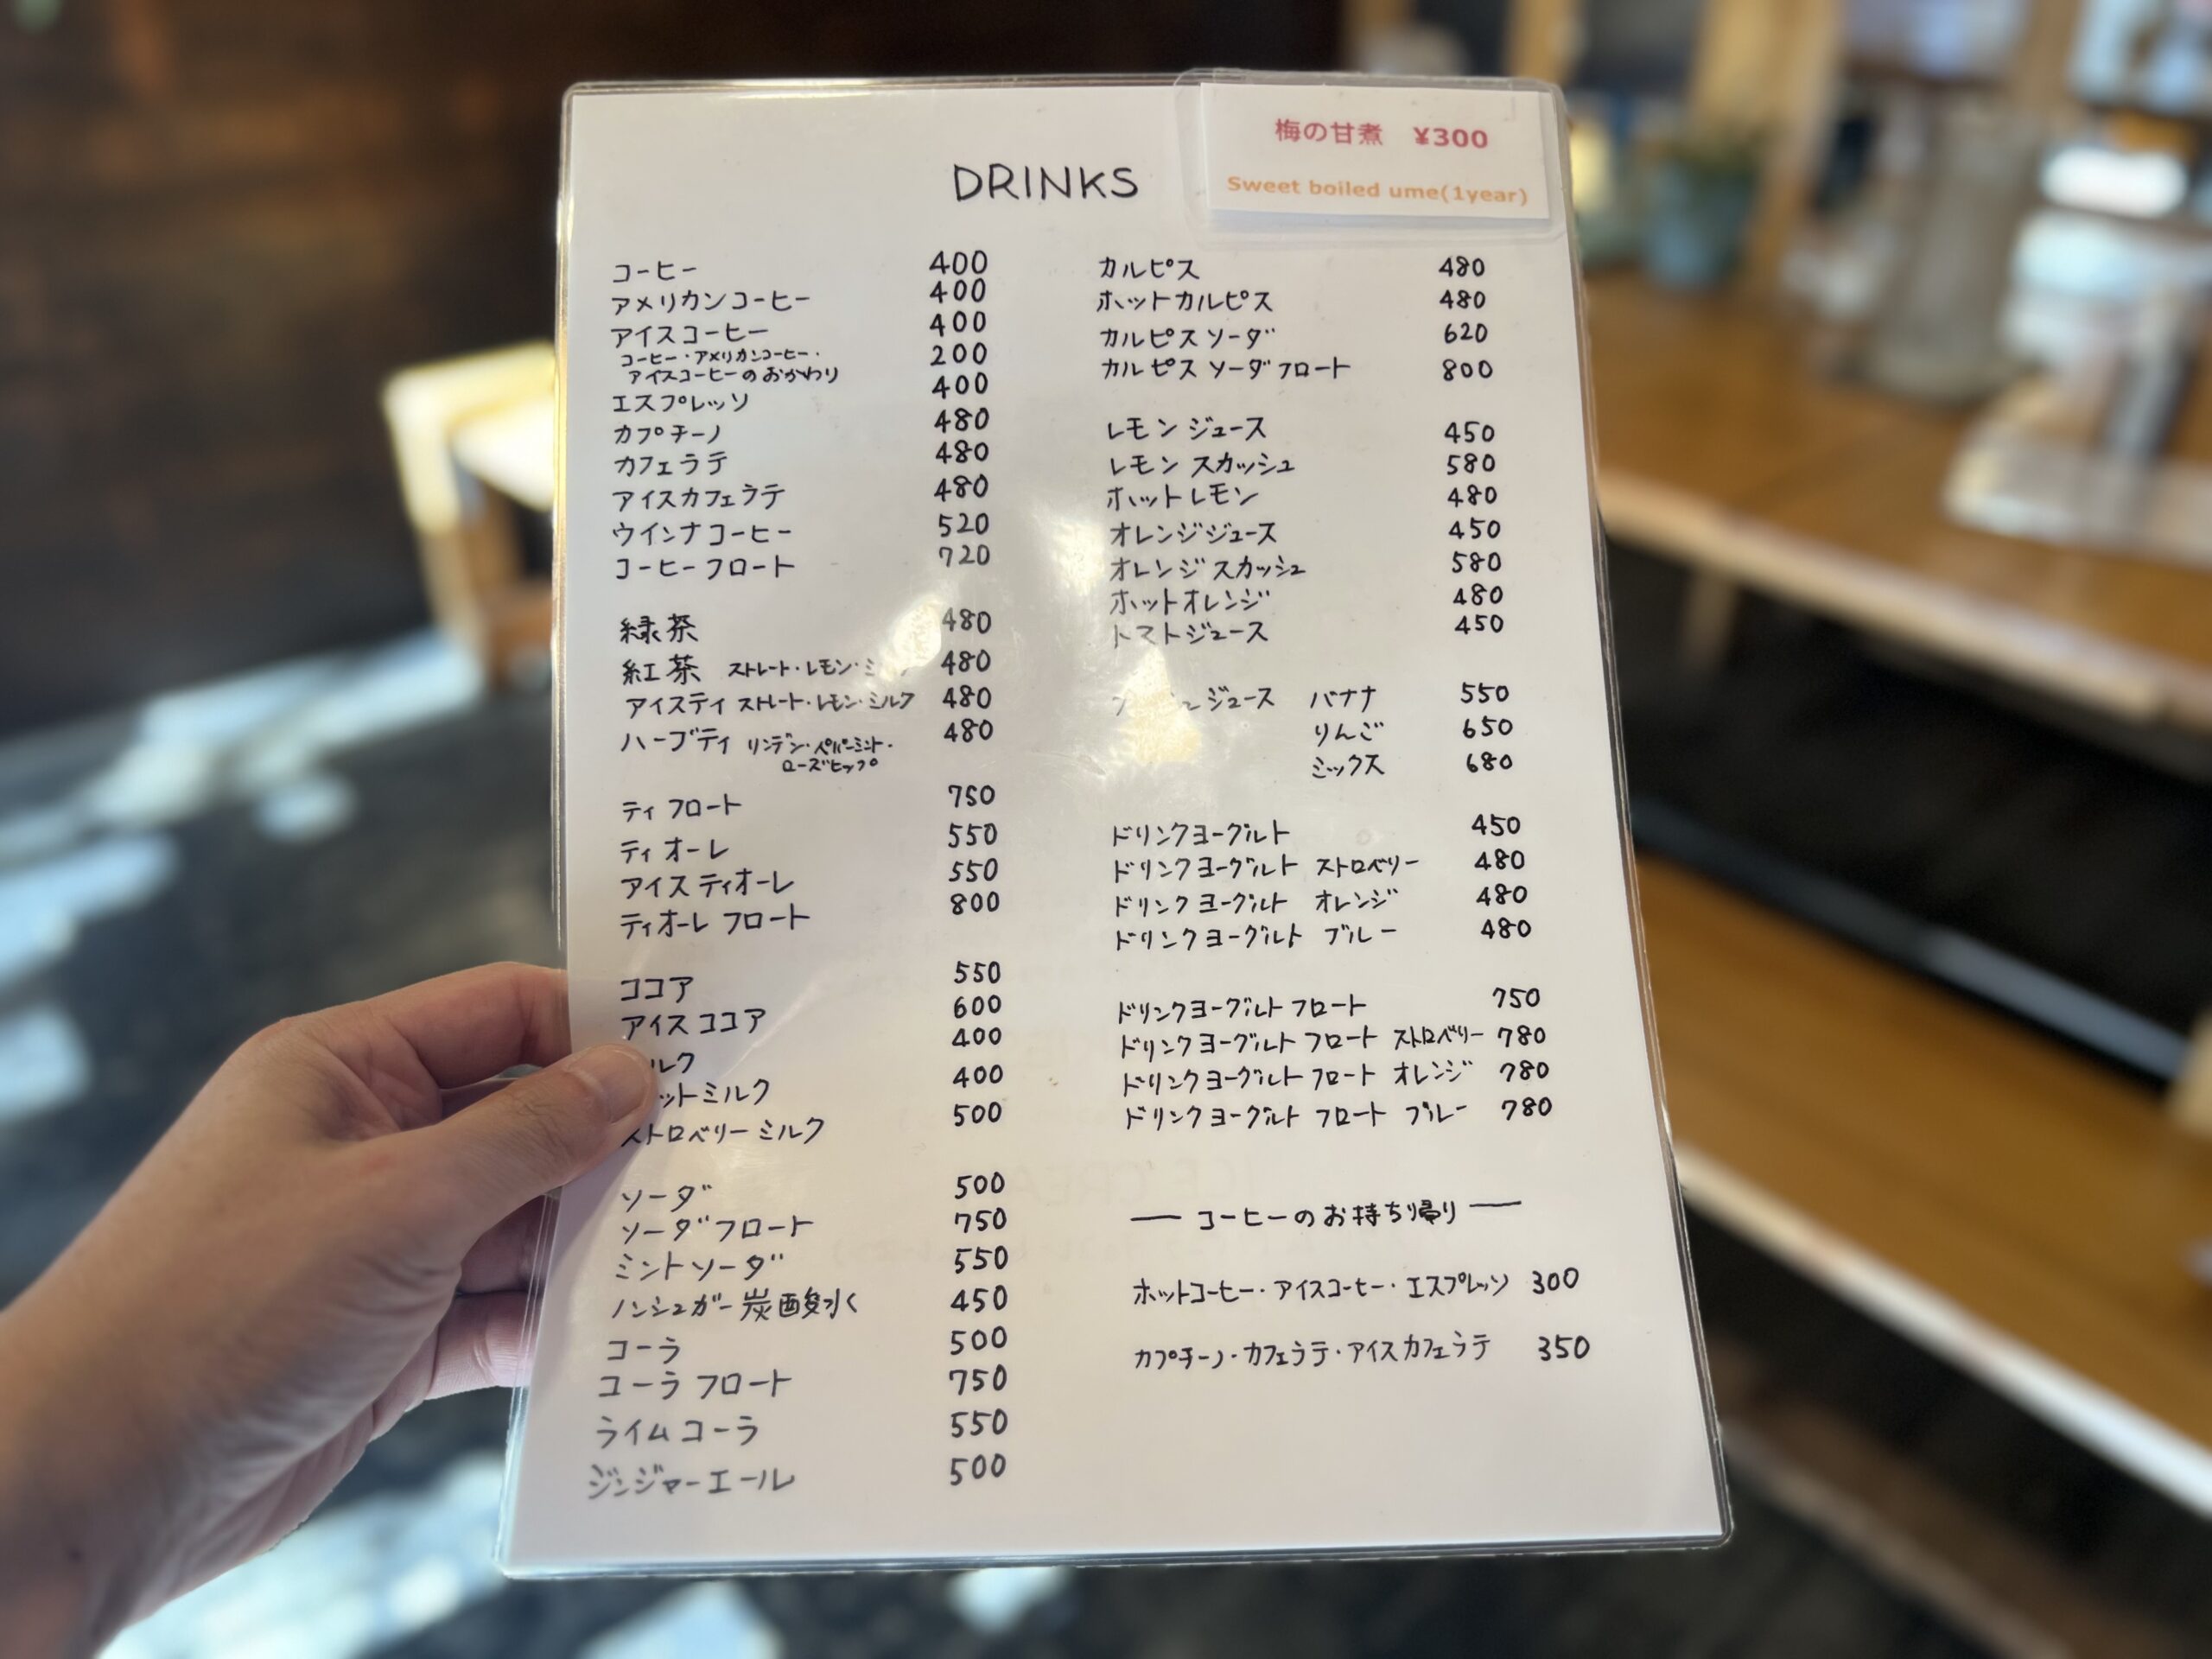 梅の甘煮 ¥300
Sweet boiled ume(1year)
DRINKS
コーヒー 400
アメリカンコーヒー 400
アイスコーヒー 400
コーヒー・アメリカンコーヒー・ 200
アイスコーヒーのおかわり
エスプレッソ 400
カプチーノ 480
カフェラテ 480
アイスカフェラテ 480
ウインナコーヒー 520
コーヒーフロート 720
緑茶 480
紅茶 ストレート・レモン・ 480
アイスティ ストレート・レモン・ミルク 480
ハーブティ リンデン・ペパーミント・ 480
ローズヒップ
ティフロート 750
ティオーレ 550
アイスティオーレ 550
ティオーレ フロート 800
ココア 550
アイスココア 600
ルク 400
ットミルク 400
ストロベリーミルク 500
ソーダ 500
ソーダフロート 750
ミントソーダ 550
ノンシュガー炭酸水 450
コーラ 500
コーラフロート 750
ライムコーラ 550
ジンジャーエール 500
カルピス 480
ホットカルピス 480
カルピスソーダ 620
カルピスソーダフロート 800
レモンジュース 450
レモンスカッシュ 580
ホットレモン 480
オレンジジュース 450
オレンジスカッシュ 580
ホットオレンジ 480
トマトジュース 450
ジュース バナナ 550
りんご 650
ミックス 680
ドリンクヨーグルト 450
ドリンクヨーグルト ストロベリー 480
ドリンクヨーグルト オレンジ 480
ドリンクヨーグルト ブルー 480
ドリンクヨーグルトフロート 750
ドリンクヨーグルトフロート ストロベリー 780
ドリンクヨーグルトフロート オレンジ 780
ドリンクヨーグルト フロート ブルー 780
― コーヒーのお持ち帰り ―
ホットコーヒー・アイスコーヒー・エスプレッソ 300
カプチーノ・カフェラテ・アイスカフェラテ 350